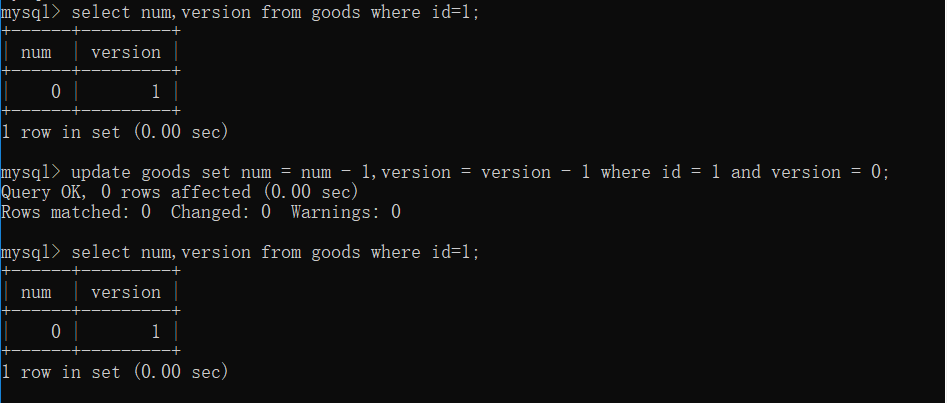 mysql> select num,version from goods where id=1;
+------+---------+
| num  | version |
+------+---------+
|    0 |       1 |
+------+---------+
1 row in set (0.00 sec)
mysql> update goods set num = num - 1,version = version - 1 where id = 1 and version = 0;
Query OK, 0 rows affected (0.00 sec)
Rows matched: 0  Changed: 0  Warnings: 0
mysql> select num,version from goods where id=1;
+------+---------+
| num  | version |
+------+---------+
|    0 |       1 |
+------+---------+
1 row in set (0.00 sec)